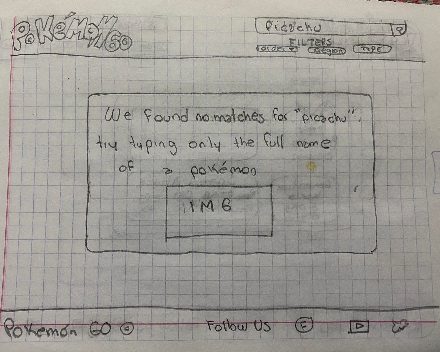 POKÉMON GO
Picachu
FILTERS
ORDER REGION TYPE
We found no matches for "picachu",
try typing only the full name
of a pokémon
IMG
Pokemon GO ©
Follow US